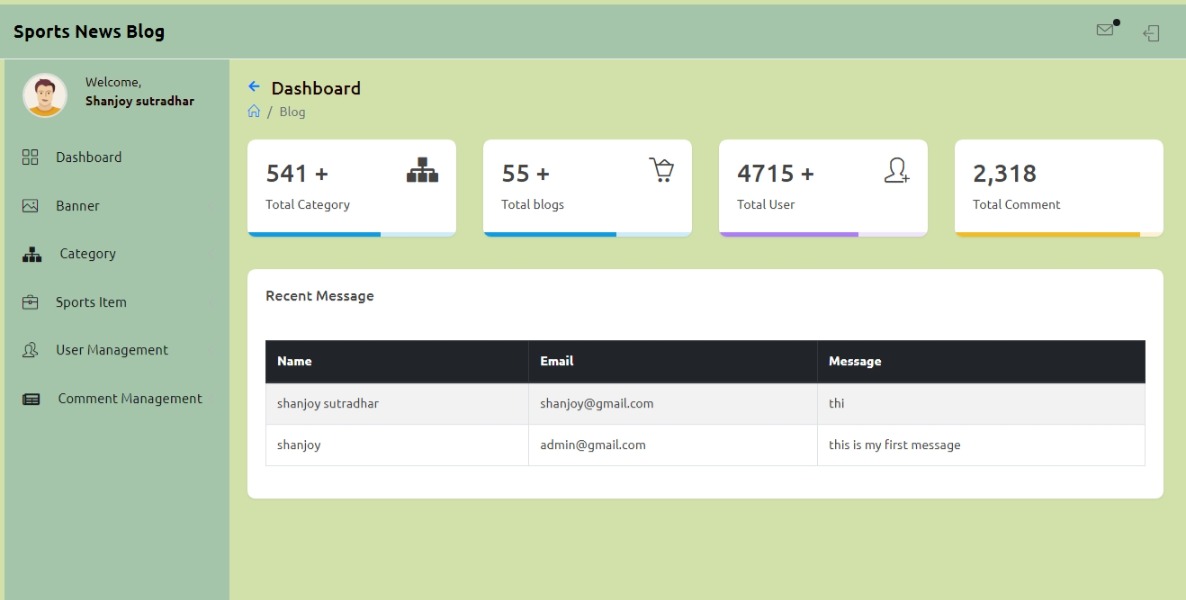 Sports News Blog
Welcome,
Shanjoy sutradhar
Dashboard
Banner
Category
Sports Item
User Management
Comment Management
Dashboard
/ Blog
541 +
Total Category
55 +
Total blogs
4715 +
Total User
2,318
Total Comment
Recent Message
Name Email Message
shanjoy sutradhar shanjoy@gmail.com thi
shanjoy admin@gmail.com this is my first message